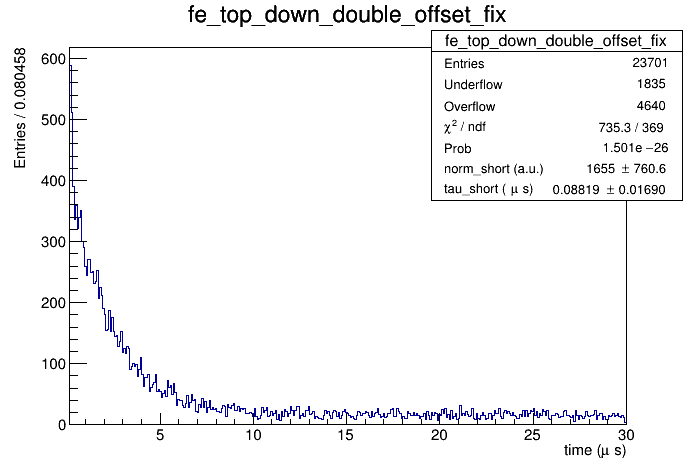 fe_top_down_double_offset_fix
fe_top_down_double_offset_fix
Entries 23701
Underflow 1835
Overflow 4640
χ² / ndf 735.3 / 369
Prob 1.501e −26
norm_short (a.u.) 1655 ± 760.6
tau_short ( μ s) 0.08819 ± 0.01690
Entries / 0.080458
600
500
400
300
200
100
0
5 10 15 20 25 30
time (μ s)